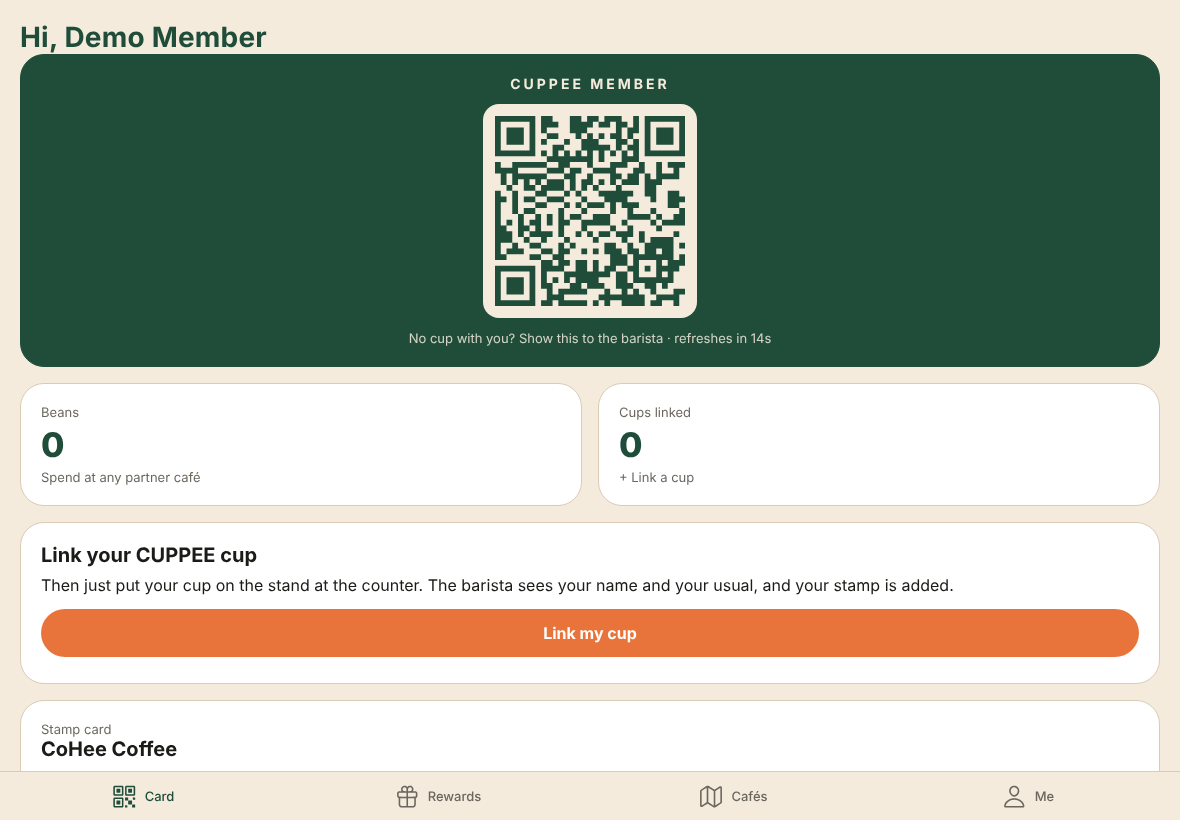 Hi, Demo Member
CUPPEE MEMBER
No cup with you? Show this to the barista · refreshes in 14s
Beans
0
Spend at any partner café
Cups linked
0
+ Link a cup
Link your CUPPEE cup
Then just put your cup on the stand at the counter. The barista sees your name and your usual, and your stamp is added.
Link my cup
Stamp card
CoHee Coffee
Card
Rewards
Cafés
Me